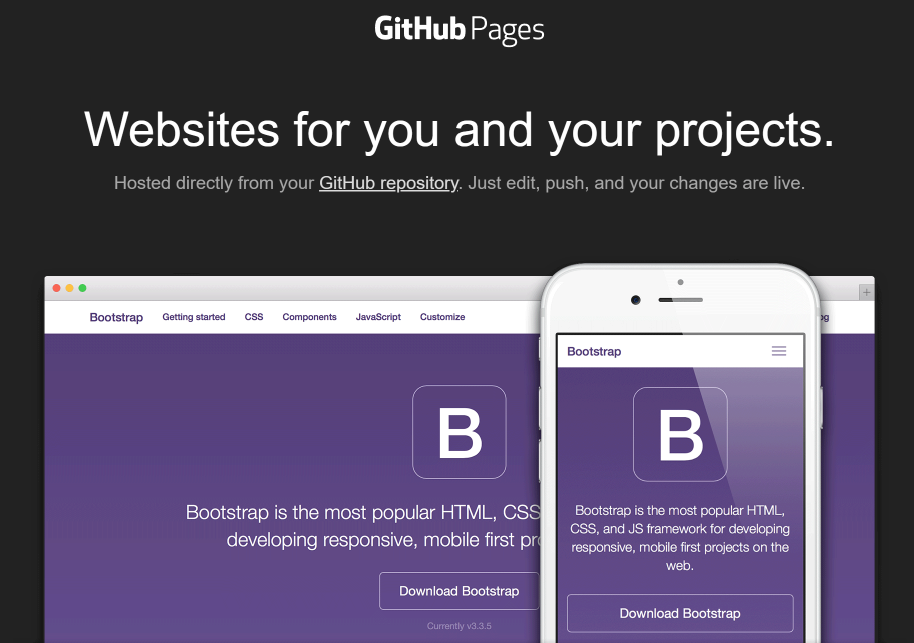 GitHub Pages
Websites for you and your projects.
Hosted directly from your GitHub repository. Just edit, push, and your changes are live.
Bootstrap Getting started CSS Components JavaScript Customize
B
Bootstrap is the most popular HTML, CSS
developing responsive, mobile first
Download Bootstrap
Currently v3.3.5
Bootstrap
B
Bootstrap is the most popular HTML,
CSS, and JS framework for developing
responsive, mobile first projects on the
web.
Download Bootstrap